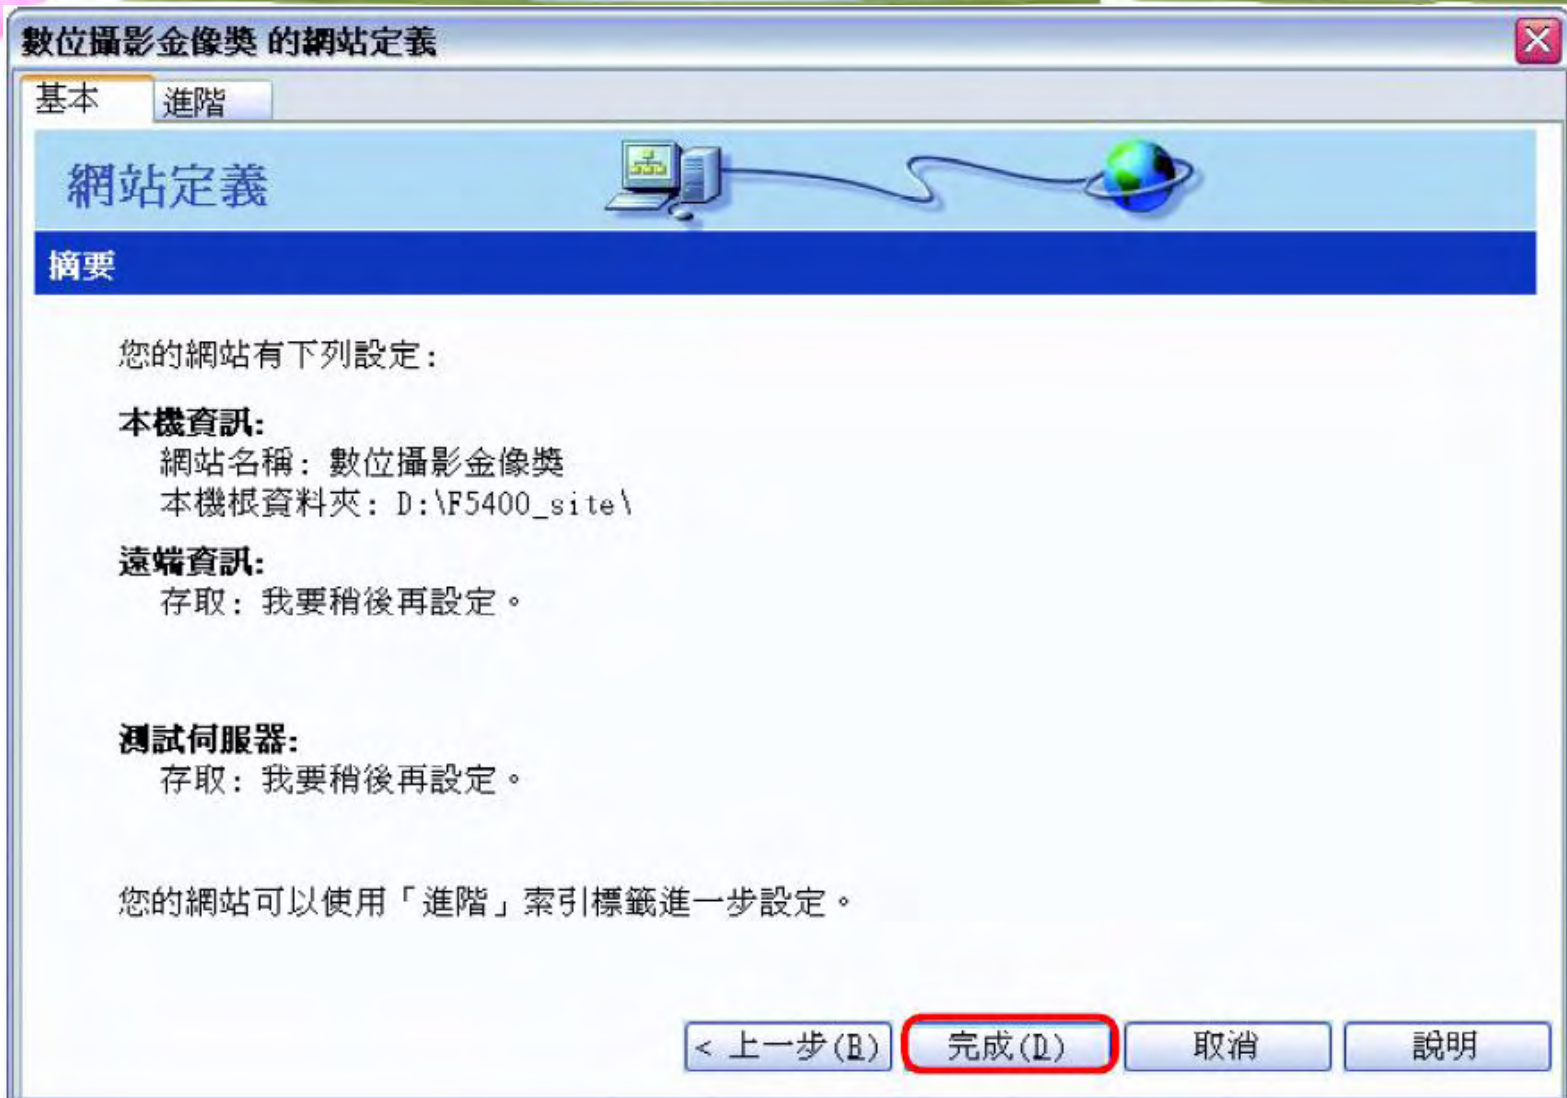 數位攝影金像獎 的網站定義
基本 進階
網站定義
摘要
您的網站有下列設定:
本機資訊:
網站名稱: 數位攝影金像獎
本機根資料夾: D:\F5400_site\
遠端資訊:
存取: 我要稍後再設定。
測試伺服器:
存取: 我要稍後再設定。
您的網站可以使用「進階」索引標籤進一步設定。
< 上一步(B) 完成(D) 取消 說明